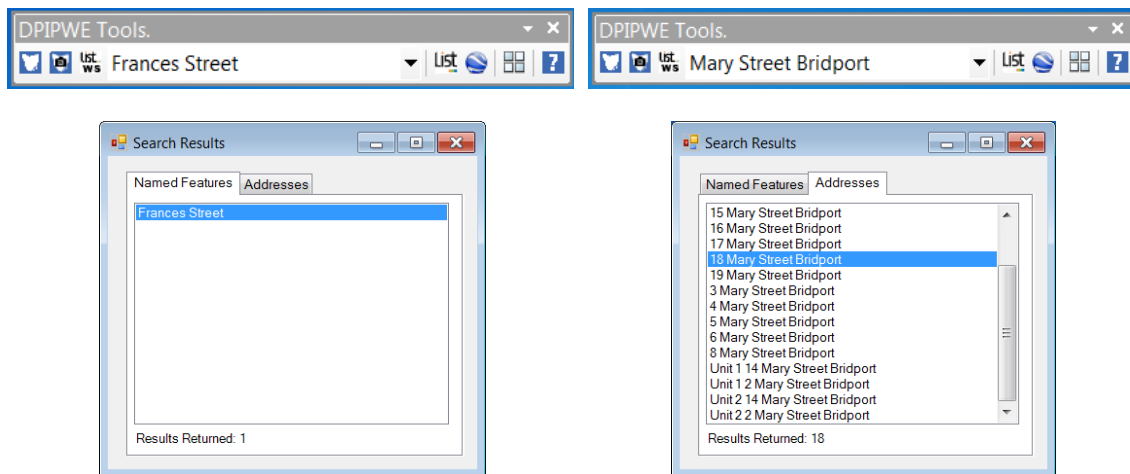 DPIPWE Tools.
List ws Frances Street List ?
Search Results
Named Features Addresses
Frances Street
Results Returned: 1
DPIPWE Tools.
List ws Mary Street Bridport List ?
Search Results
Named Features Addresses
15 Mary Street Bridport
16 Mary Street Bridport
17 Mary Street Bridport
18 Mary Street Bridport
19 Mary Street Bridport
3 Mary Street Bridport
4 Mary Street Bridport
5 Mary Street Bridport
6 Mary Street Bridport
8 Mary Street Bridport
Unit 1 14 Mary Street Bridport
Unit 1 2 Mary Street Bridport
Unit 2 14 Mary Street Bridport
Unit 2 2 Mary Street Bridport
Results Returned: 18